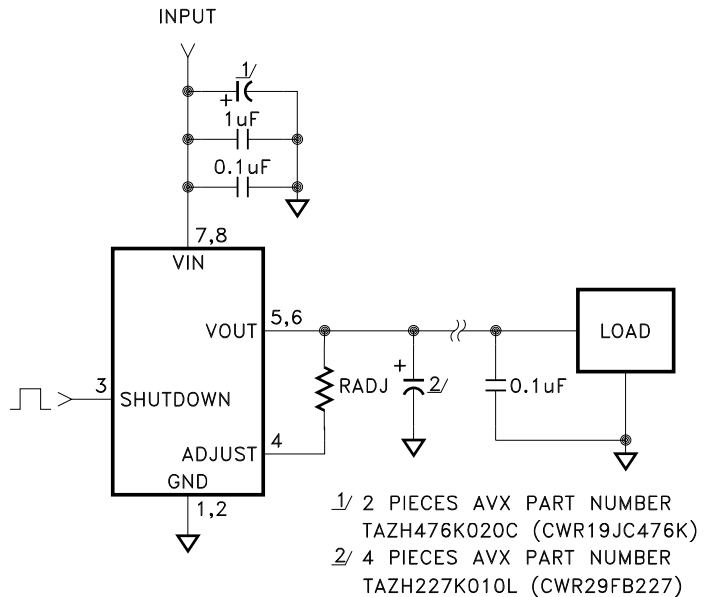 INPUT
1/
+
1uF
0.1uF
7,8
VIN
VOUT
5,6
LOAD
3
SHUTDOWN
RADJ
+
2/
0.1uF
ADJUST
4
GND
1,2
1/ 2 PIECES AVX PART NUMBER
TAZH476K020C (CWR19JC476K)
2/ 4 PIECES AVX PART NUMBER
TAZH227K010L (CWR29FB227)